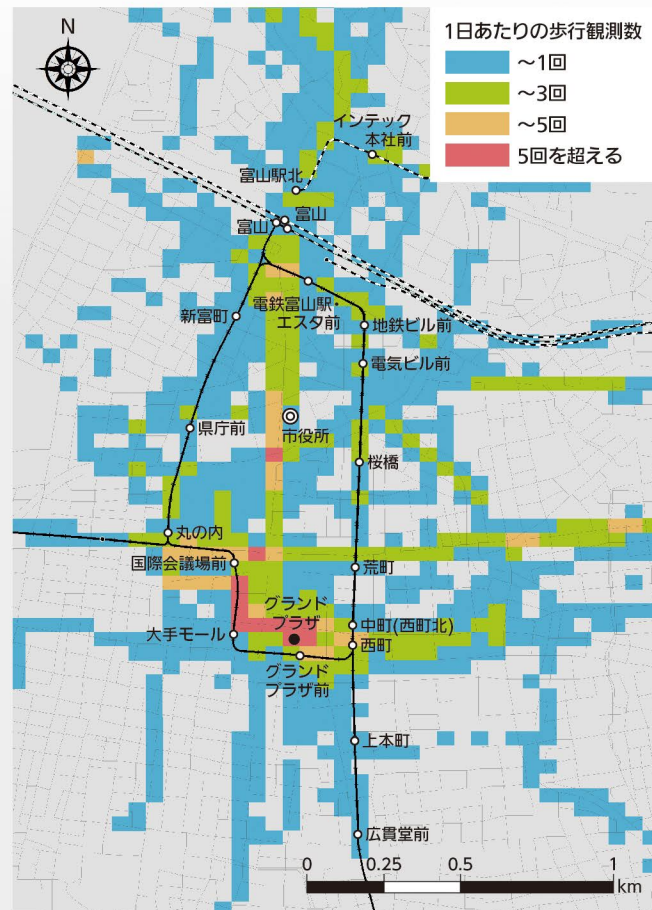 N
1日あたりの歩行観測数
～1回
～3回
～5回
5回を超える
インテック
本社前
富山駅北
富山
富山
電鉄富山駅・
エスタ前
新富町
地鉄ビル前
電気ビル前
市役所
県庁前
桜橋
丸の内
国際会議場前
荒町
グランド
プラザ
中町(西町北)
大手モール
西町
グランド
プラザ前
上本町
広貫堂前
0
0.25
0.5
1
km